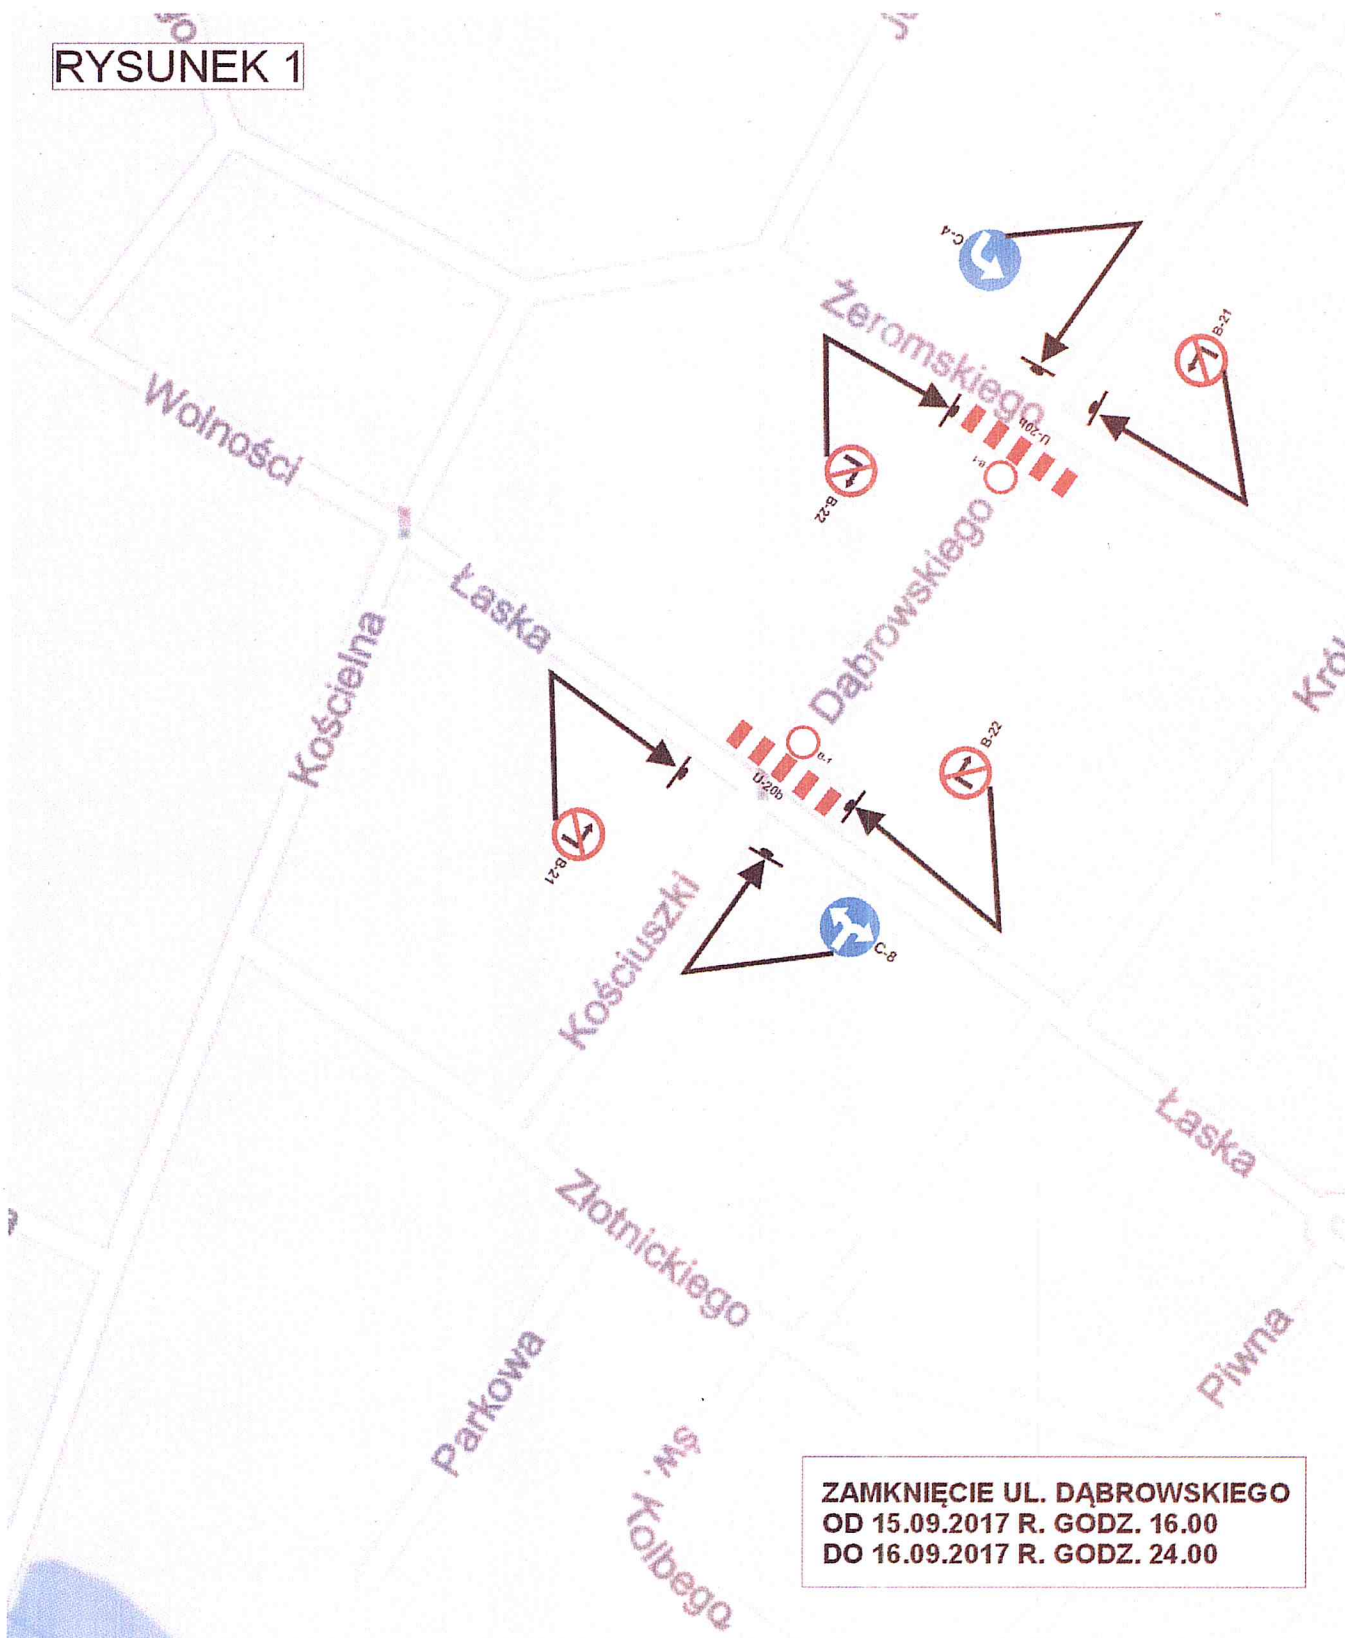 RYSUNEK 1
C-4
Żeromskiego
B-21
U-20b
B-1
B-22
Wolności
Dąbrowskiego
Łaska
Kościelna
B-22
B-1
U-20b
B-21
Kościuszki
C-8
Łaska
Złotnickiego
Piwna
Parkowa
Św.
Kolbego
ZAMKNIĘCIE UL. DĄBROWSKIEGO
OD 15.09.2017 R. GODZ. 16.00
DO 16.09.2017 R. GODZ. 24.00